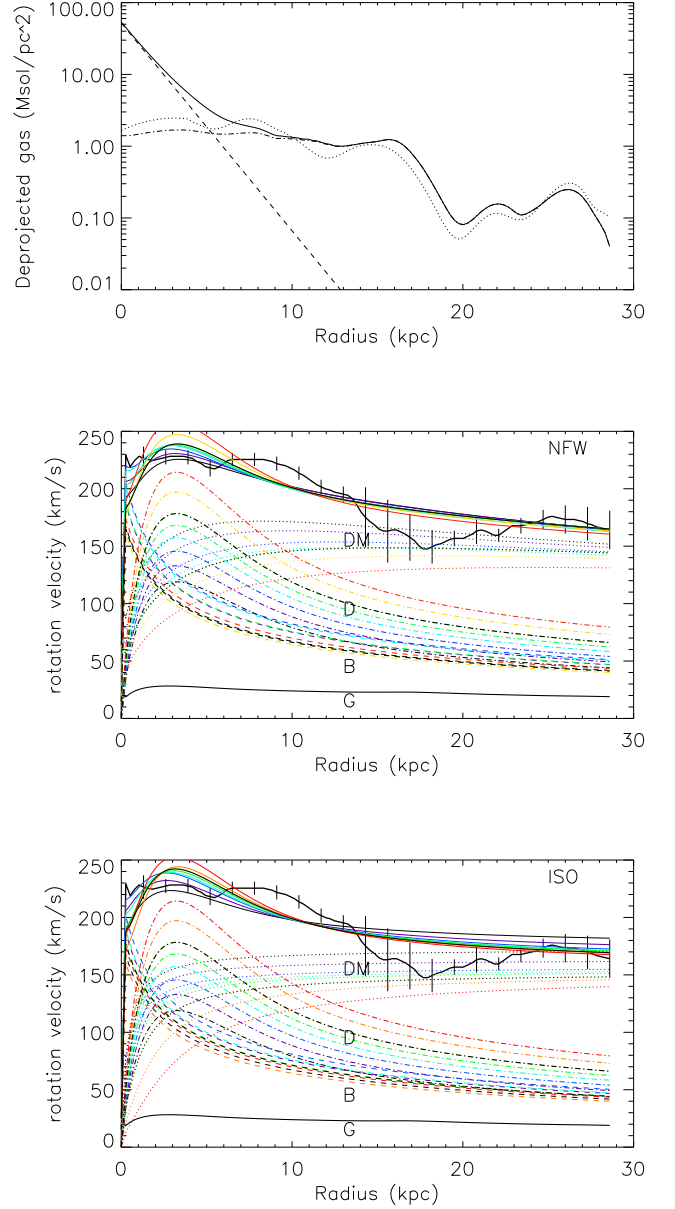 100.00
10.00
1.00
0.10
0.01
Deprojected gas (Msol/pc^2)
0 10 20 30
Radius (kpc)
250
200
150
100
50
0
rotation velocity (km/s)
NFW
DM
D
B
G
0 10 20 30
Radius (kpc)
250
200
150
100
50
0
rotation velocity (km/s)
ISO
DM
D
B
G
0 10 20 30
Radius (kpc)